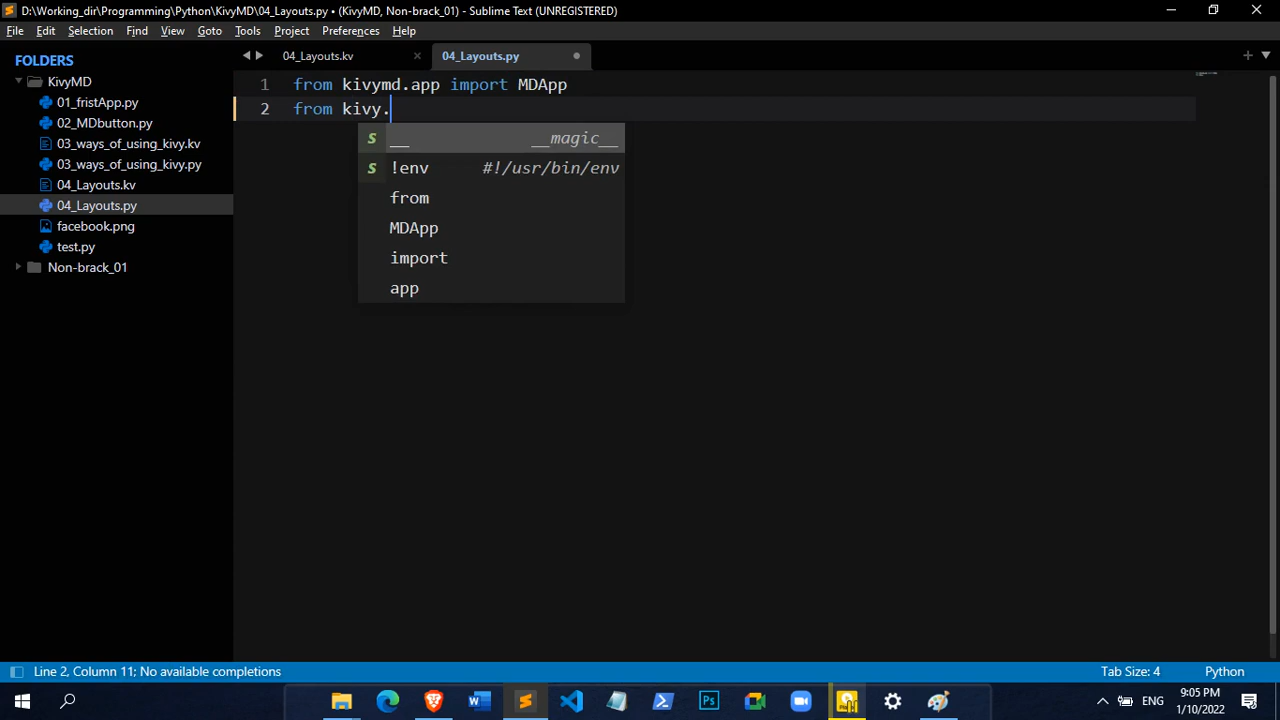 D:\Working_dir\Programming\Python\KivyMD\04_Layouts.py • (KivyMD, Non-brack_01) - Sublime Text (UNREGISTERED)
File Edit Selection Find View Goto Tools Project Preferences Help
FOLDERS
KivyMD
01_fristApp.py
02_MDbutton.py
03_ways_of_using_kivy.kv
03_ways_of_using_kivy.py
04_Layouts.kv
04_Layouts.py
facebook.png
test.py
Non-brack_01
04_Layouts.kv × 04_Layouts.py
1 from kivymd.app import MDApp
2 from kivy.
s __ __magic__
s !env #!/usr/bin/env
from
MDApp
import
app
Line 2, Column 11; No available completions Tab Size: 4 Python
ENG 9:05 PM
1/10/2022